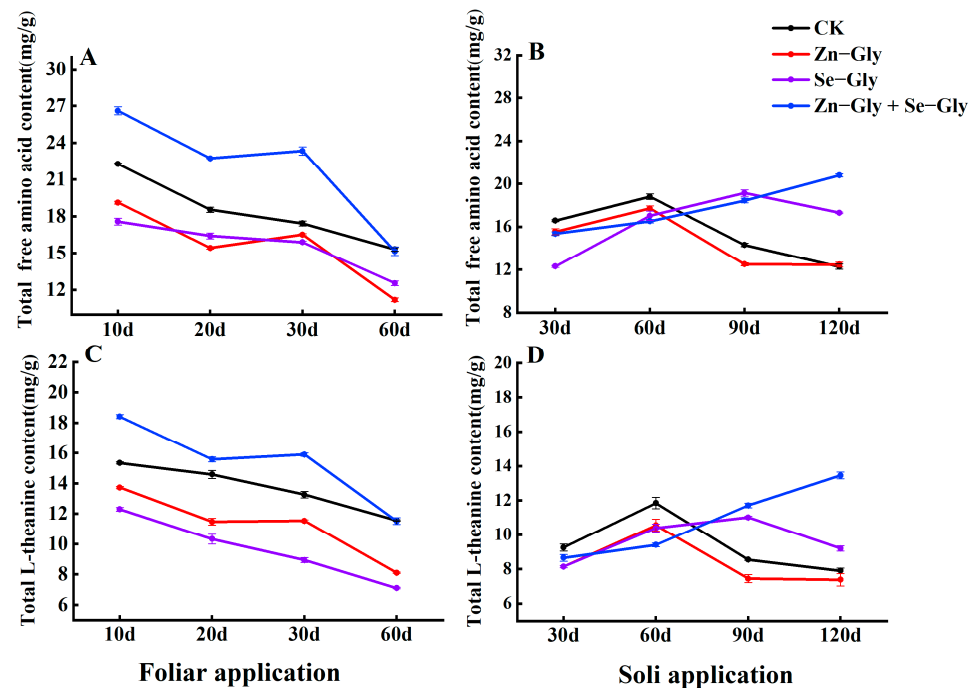 A
Total free amino acid content(mg/g)
30
27
24
21
18
15
12
10d 20d 30d 60d
B
CK
Zn−Gly
Se−Gly
Zn−Gly + Se−Gly
Total free amino acid content(mg/g)
32
28
24
20
16
12
8
30d 60d 90d 120d
C
Total L-theanine content(mg/g)
22
20
18
16
14
12
10
8
6
10d 20d 30d 60d
Foliar application
D
Total L-theanine content(mg/g)
20
18
16
14
12
10
8
6
30d 60d 90d 120d
Soli application